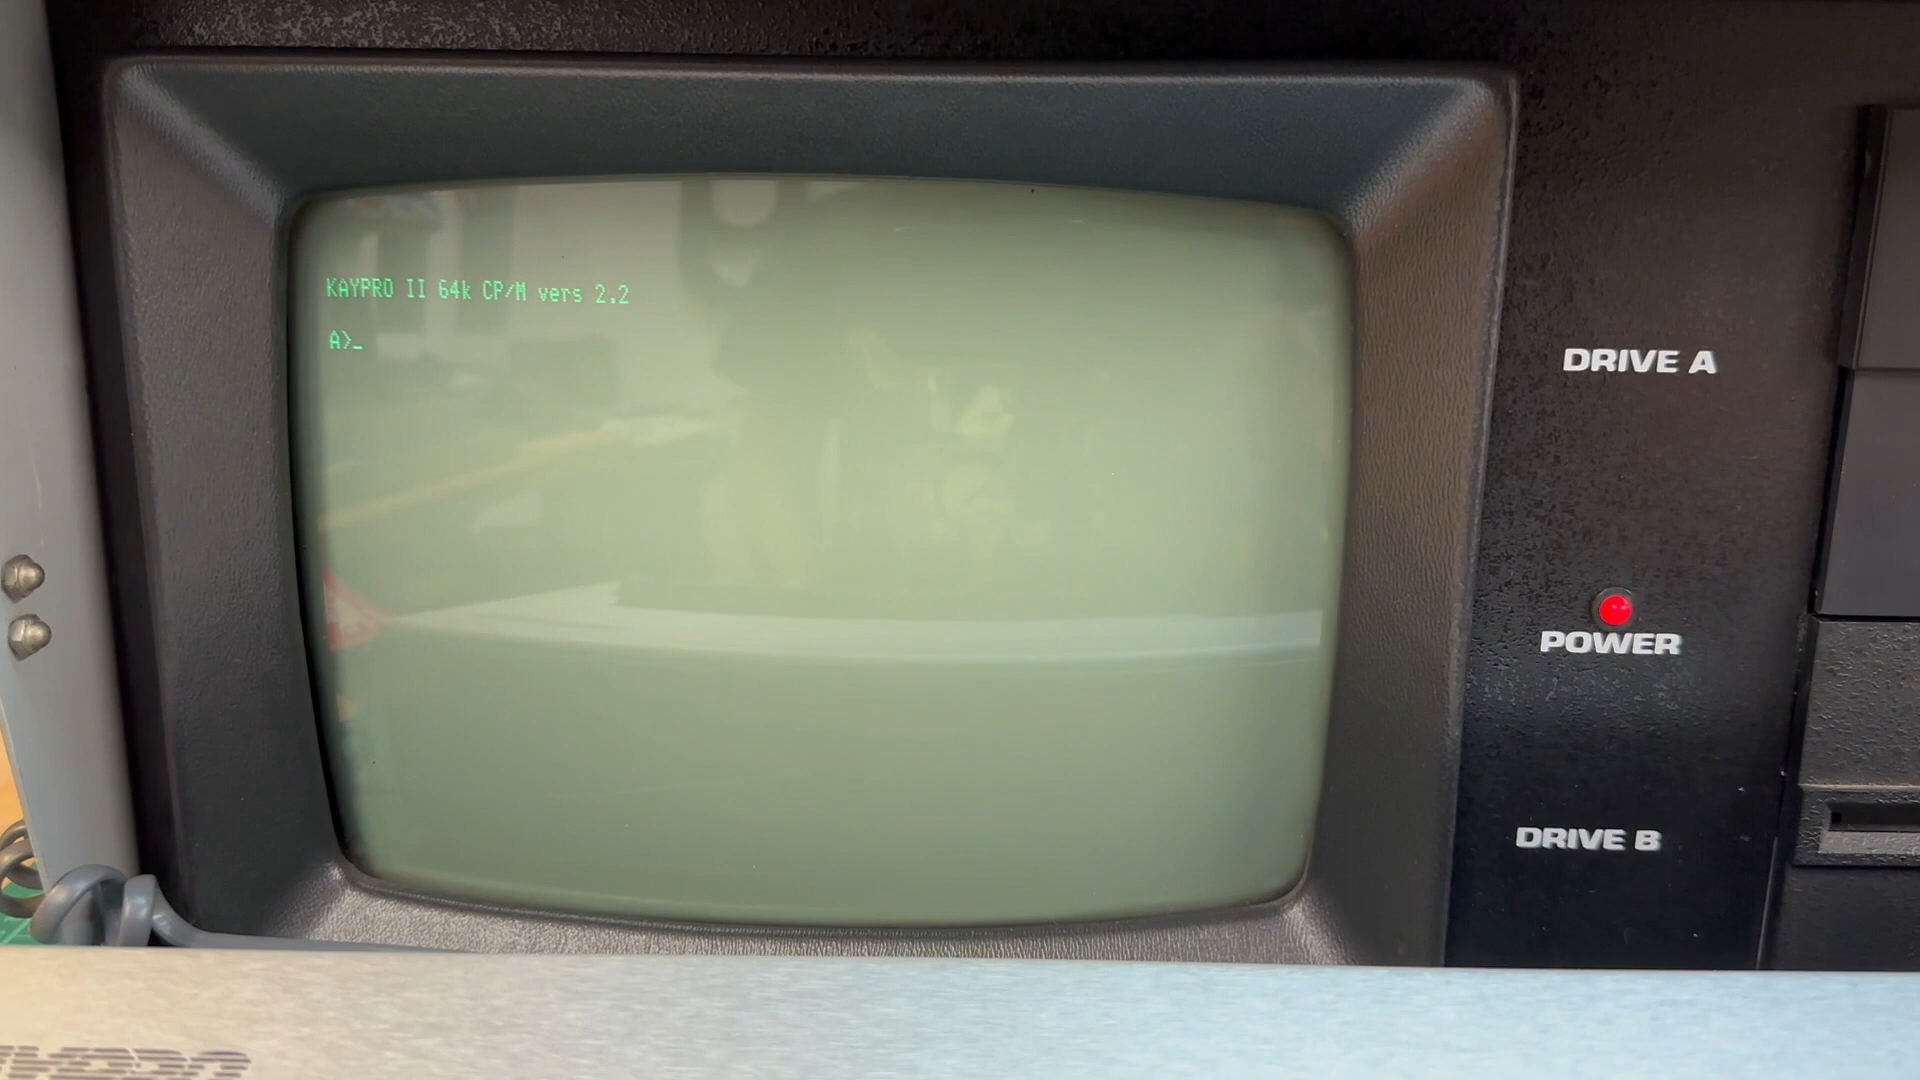 KAYPRO II 64k CP/M vers 2.2
A>_
DRIVE A
POWER
DRIVE B